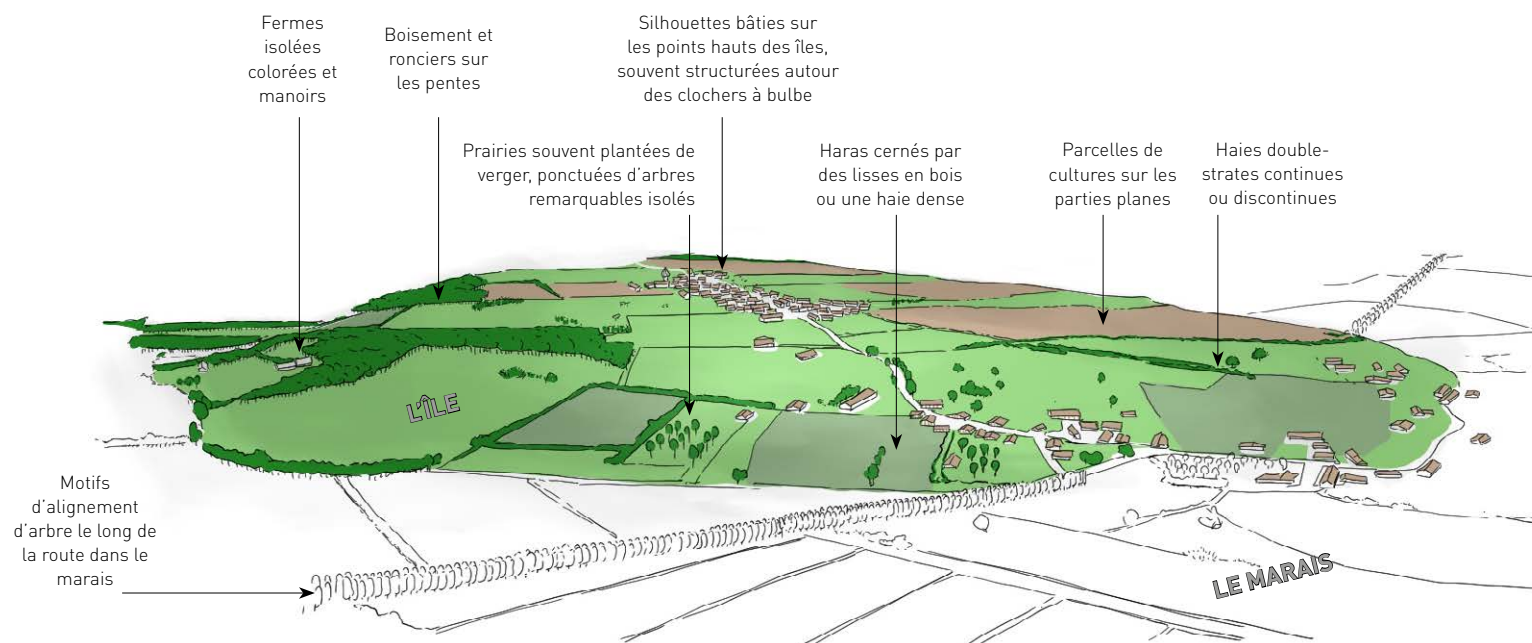 Fermes
isolées
colorées et
manoirs
Boisement et
ronciers sur
les pentes
Silhouettes bâties sur
les points hauts des îles,
souvent structurées autour
des clochers à bulbe
Prairies souvent plantées de
verger, ponctuées d'arbres
remarquables isolés
Haras cernés par
des lisses en bois
ou une haie dense
Parcelles de
cultures sur les
parties planes
Haies double-
strates continues
ou discontinues
L'ÎLE
Motifs
d'alignement
d'arbre le long de
la route dans le
marais
LE MARAIS